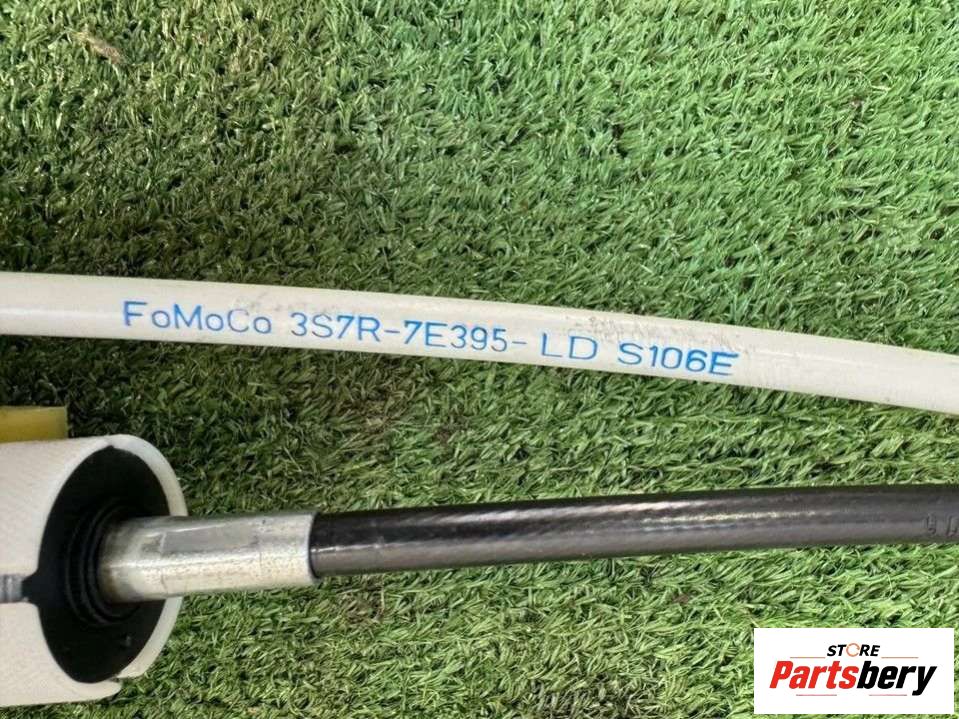 FoMoCo 3S7R-7E395-LD S106E
STORE
Partsbery